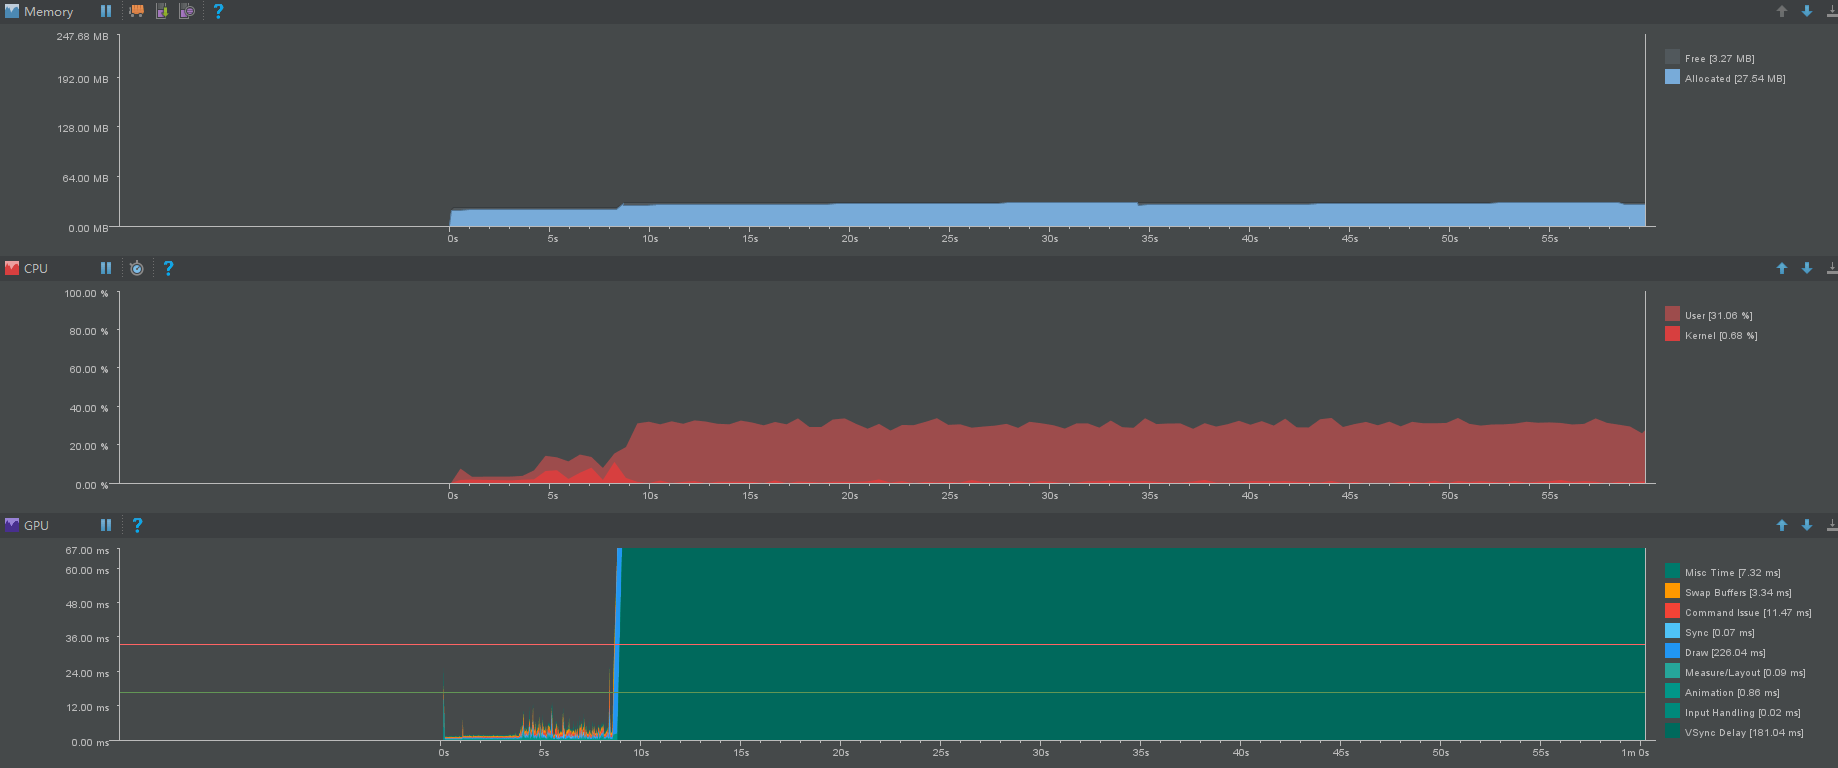 Memory ?
247.68 MB
192.00 MB
128.00 MB
64.00 MB
0.00 MB
0s 5s 10s 15s 20s 25s 30s 35s 40s 45s 50s 55s
Free [3.27 MB]
Allocated [27.54 MB]
CPU ?
100.00 %
80.00 %
60.00 %
40.00 %
20.00 %
0.00 %
0s 5s 10s 15s 20s 25s 30s 35s 40s 45s 50s 55s
User [31.06 %]
Kernel [0.68 %]
GPU ?
67.00 ms
60.00 ms
48.00 ms
36.00 ms
24.00 ms
12.00 ms
0.00 ms
0s 5s 10s 15s 20s 25s 30s 35s 40s 45s 50s 55s 1m 0s
Misc Time [7.32 ms]
Swap Buffers [3.34 ms]
Command Issue [11.47 ms]
Sync [0.07 ms]
Draw [226.04 ms]
Measure/Layout [0.09 ms]
Animation [0.86 ms]
Input Handling [0.02 ms]
VSync Delay [181.04 ms]